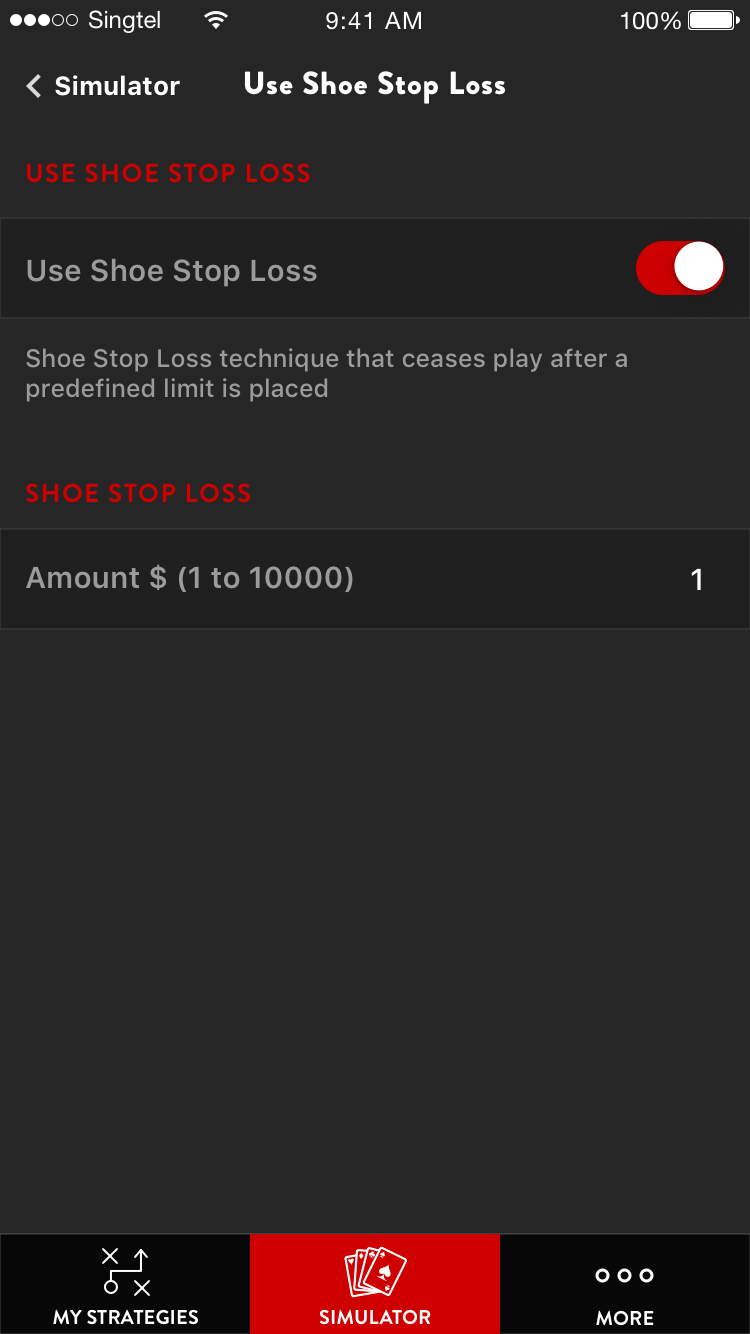 Singtel 9:41 AM 100%
Simulator Use Shoe Stop Loss
USE SHOE STOP LOSS
Use Shoe Stop Loss
Shoe Stop Loss technique that ceases play after a
predefined limit is placed
SHOE STOP LOSS
Amount $ (1 to 10000) 1
MY STRATEGIES SIMULATOR MORE